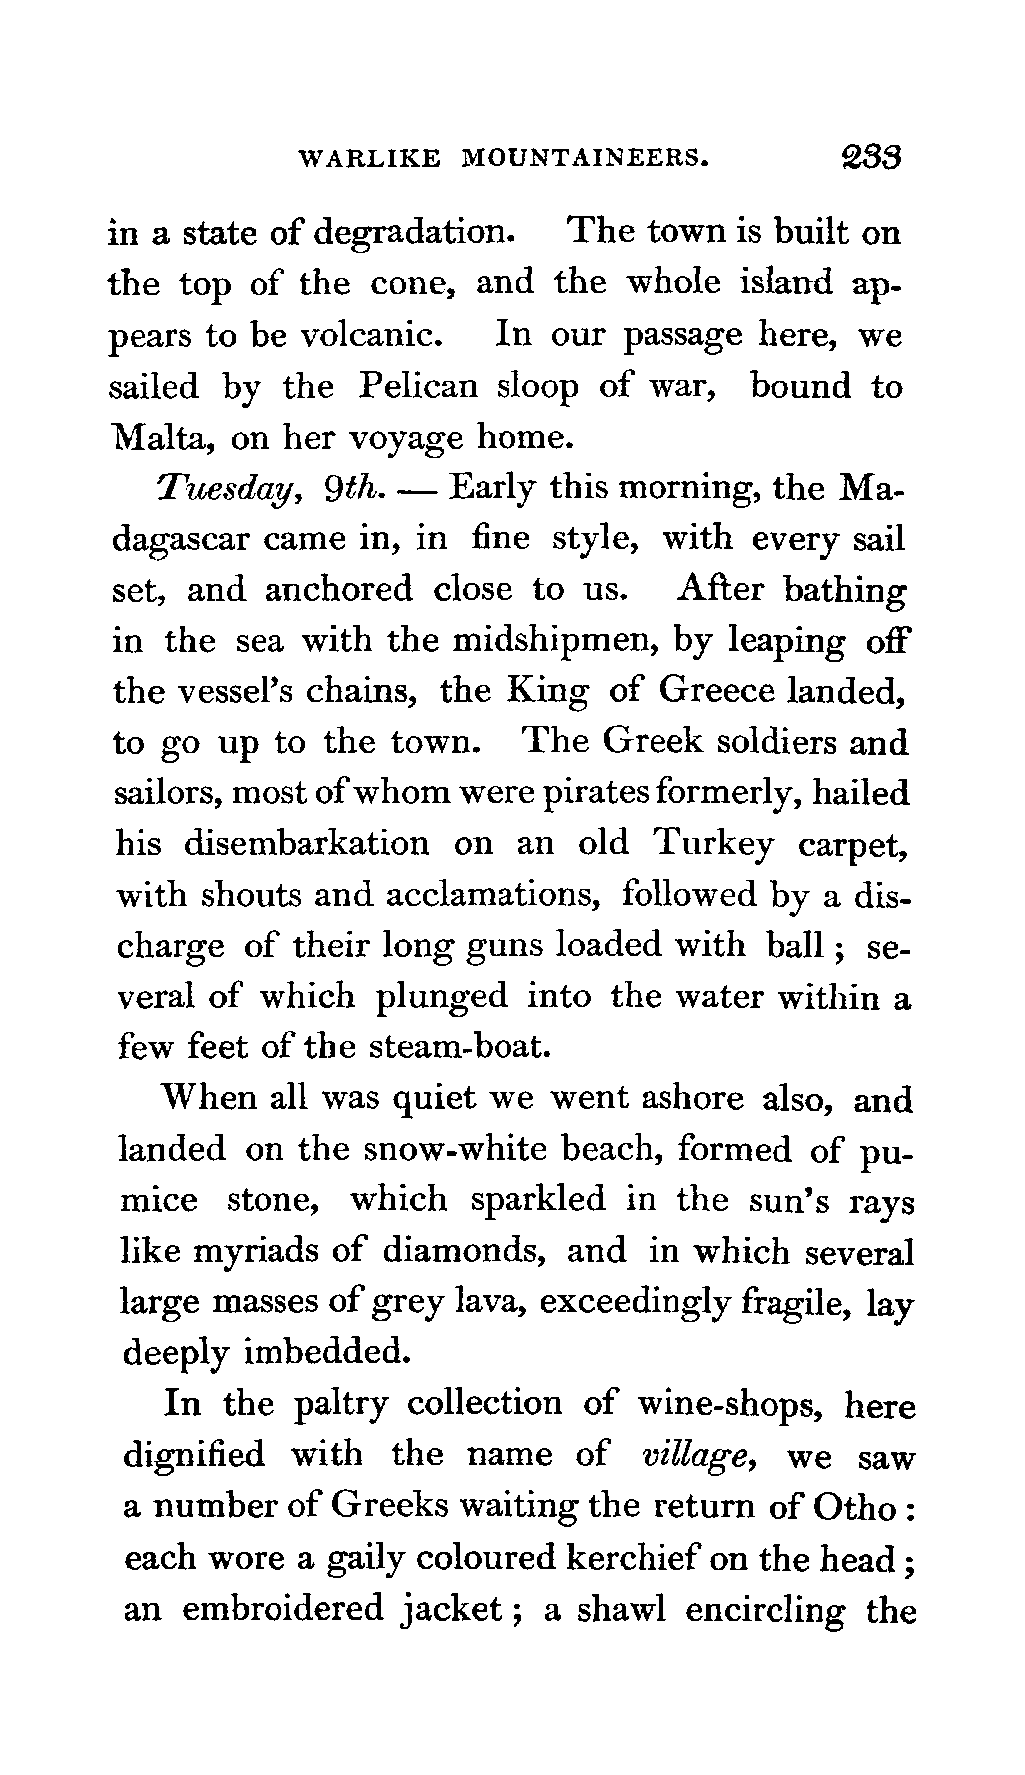 WARLIKE MOUNTAINEERS. 233
in a state of degradation. The town is built on
the top of the cone, and the whole island ap-
pears to be volcanic. In our passage here, we
sailed by the Pelican sloop of war, bound to
Malta, on her voyage home.
Tuesday, 9th. — Early this morning, the Ma-
dagascar came in, in fine style, with every sail
set, and anchored close to us. After bathing
in the sea with the midshipmen, by leaping off
the vessel's chains, the King of Greece landed,
to go up to the town. The Greek soldiers and
sailors, most of whom were pirates formerly, hailed
his disembarkation on an old Turkey carpet,
with shouts and acclamations, followed by a dis-
charge of their long guns loaded with ball; se-
veral of which plunged into the water within a
few feet of the steam-boat.
When all was quiet we went ashore also, and
landed on the snow-white beach, formed of pu-
mice stone, which sparkled in the sun's rays
like myriads of diamonds, and in which several
large masses of grey lava, exceedingly fragile, lay
deeply imbedded.
In the paltry collection of wine-shops, here
dignified with the name of village, we saw
a number of Greeks waiting the return of Otho:
each wore a gaily coloured kerchief on the head;
an embroidered jacket; a shawl encircling the